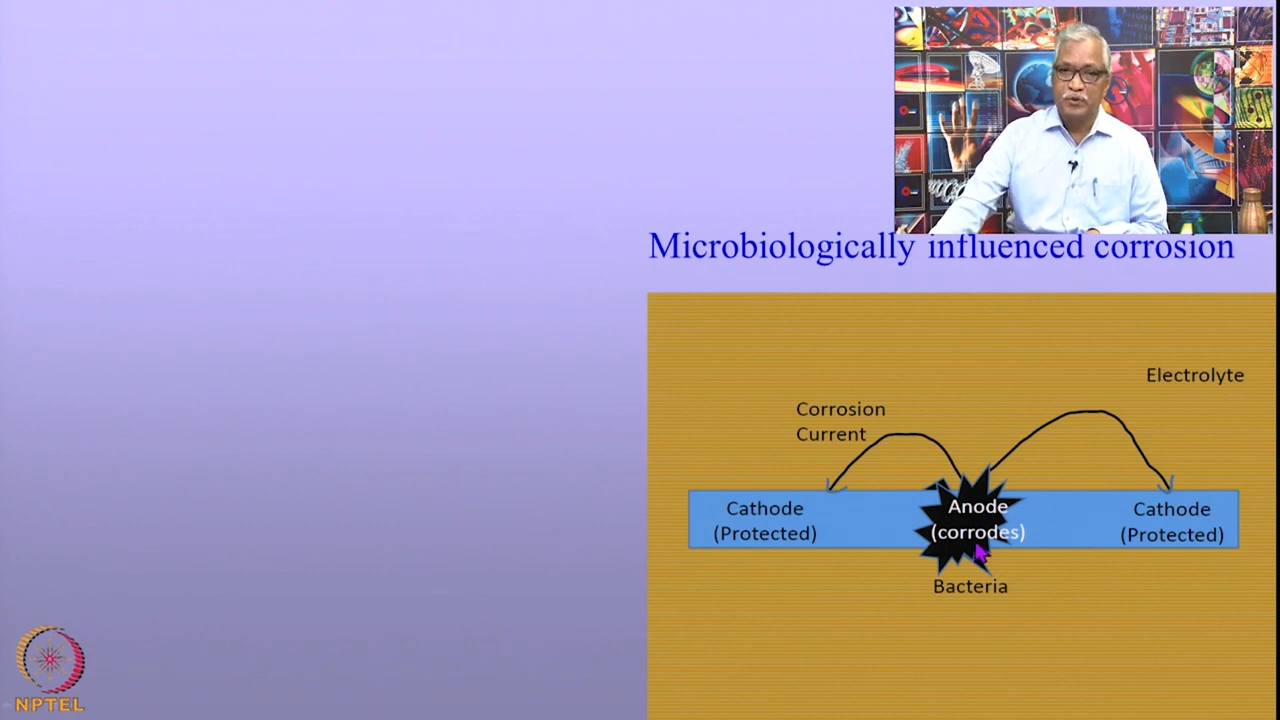 Microbiologically influenced corrosion
Electrolyte
Corrosion
Current
Cathode
(Protected)
Anode
(corrodes)
Cathode
(Protected)
Bacteria
NPTEL